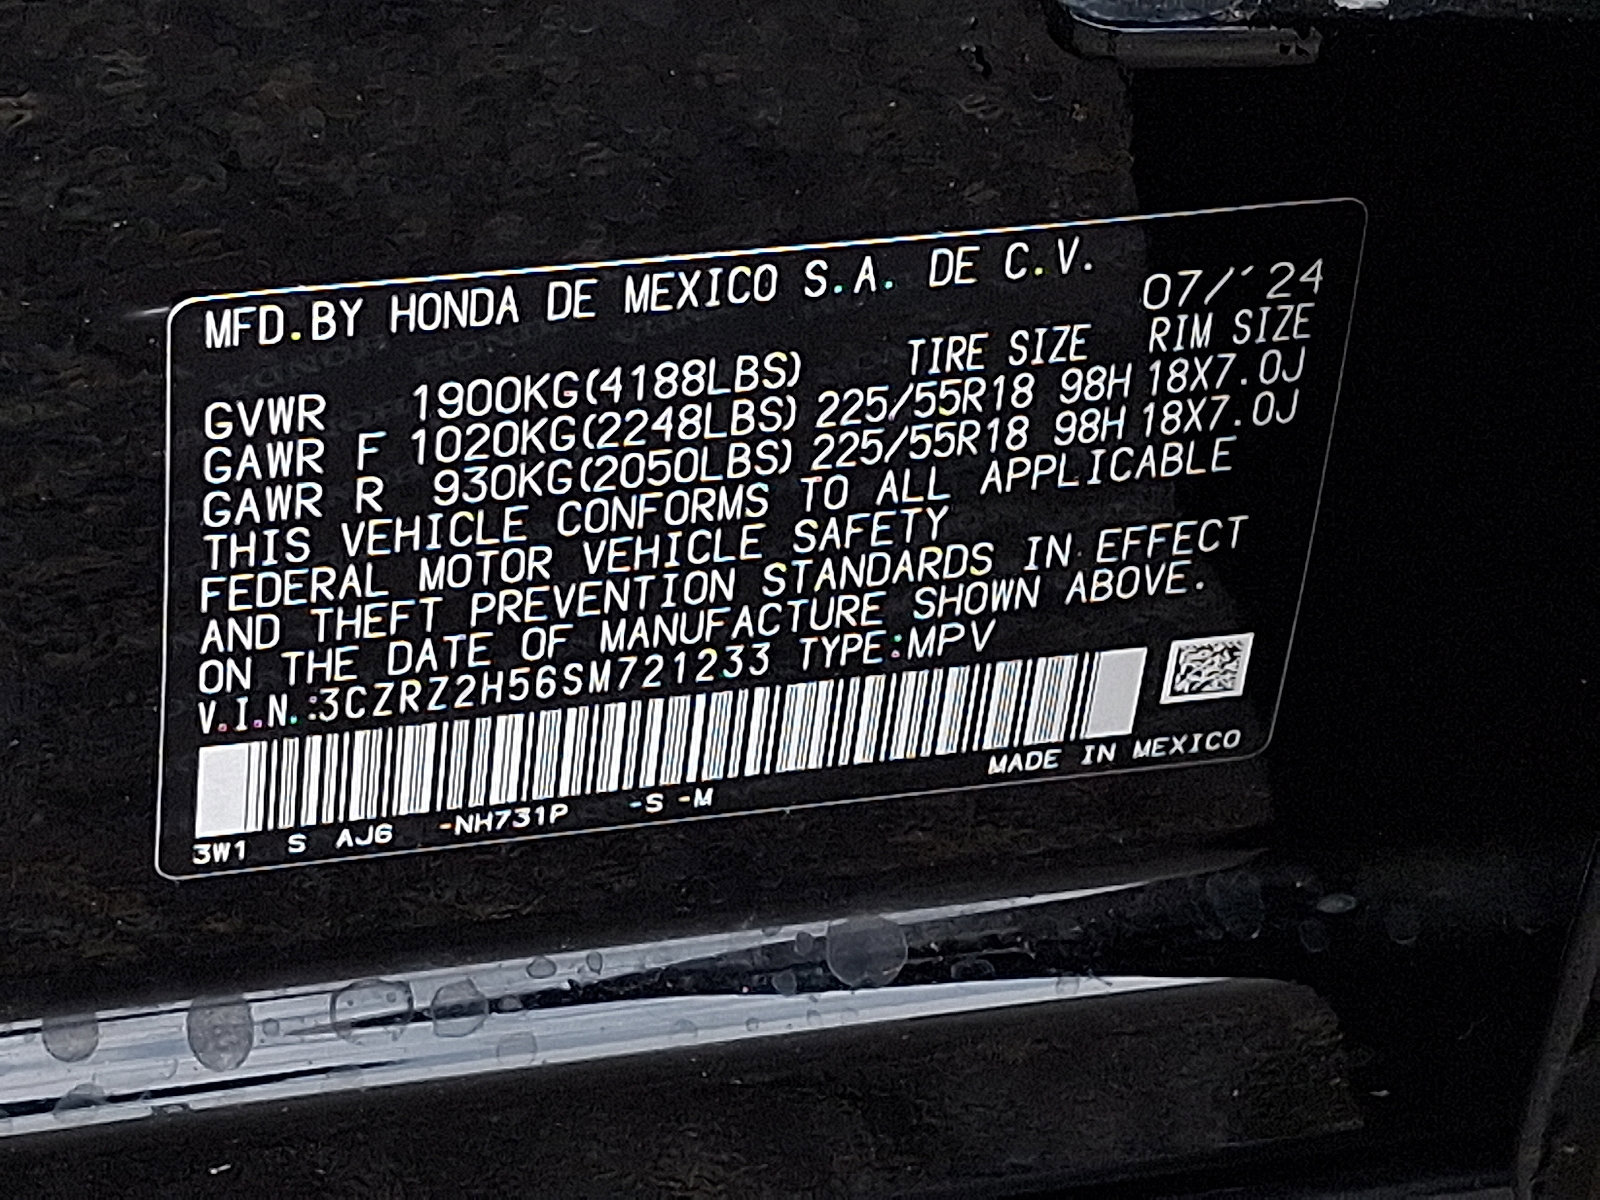 MFD.BY HONDA DE MEXICO S.A. DE C.V.
07/'24
TIRE SIZE RIM SIZE
GVWR 1900KG(4188LBS)
GAWR F 1020KG(2248LBS) 225/55R18 98H 18X7.0J
GAWR R 930KG(2050LBS) 225/55R18 98H 18X7.0J
THIS VEHICLE CONFORMS TO ALL APPLICABLE
FEDERAL MOTOR VEHICLE SAFETY
AND THEFT PREVENTION STANDARDS IN EFFECT
ON THE DATE OF MANUFACTURE SHOWN ABOVE.
V.I.N.:3CZRZ2H56SM721233 TYPE:MPV
MADE IN MEXICO
3W1 S AJ6 -NH731P -S -M